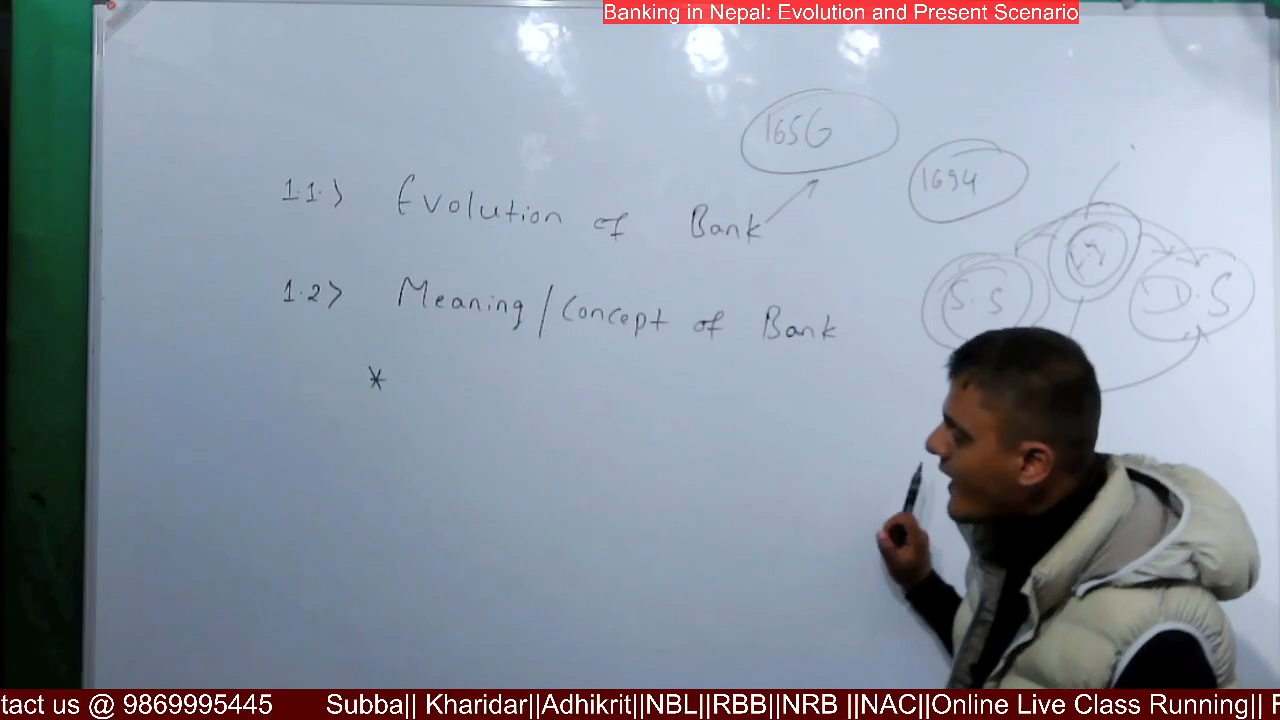 Banking in Nepal: Evolution and Present Scenario
1656
1694
1.1.> Evolution of Bank
1.2> Meaning/Concept of Bank
S.S
D.S
*
tact us @ 9869995445 Subba|| Kharidar||Adhikrit||NBL||RBB||NRB ||NAC||Online Live Class Running||